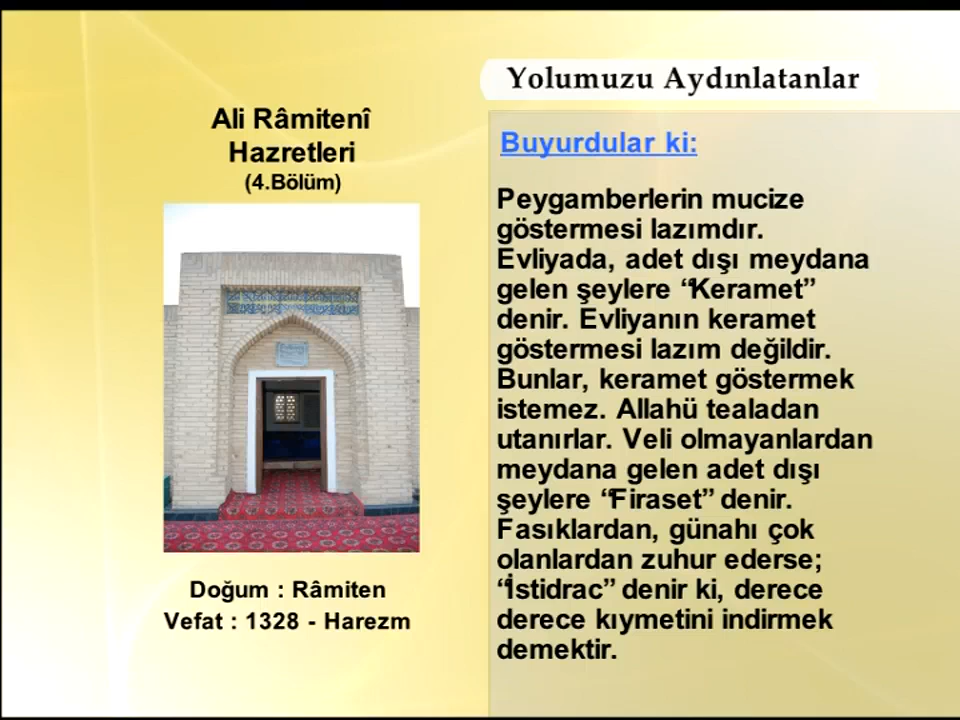 Yolumuzu Aydınlatanlar
Ali Râmitenî
Hazretleri
(4.Bölüm)
Doğum : Râmiten
Vefat : 1328 - Harezm
Buyurdular ki:
Peygamberlerin mucize
göstermesi lazımdır.
Evliyada, adet dışı meydana
gelen şeylere “Keramet”
denir. Evliyanın keramet
göstermesi lazım değildir.
Bunlar, keramet göstermek
istemez. Allahü tealadan
utanırlar. Veli olmayanlardan
meydana gelen adet dışı
şeylere “Firaset” denir.
Fasıklardan, günahı çok
olanlardan zuhur ederse;
“İstidrac” denir ki, derece
derece kıymetini indirmek
demektir.